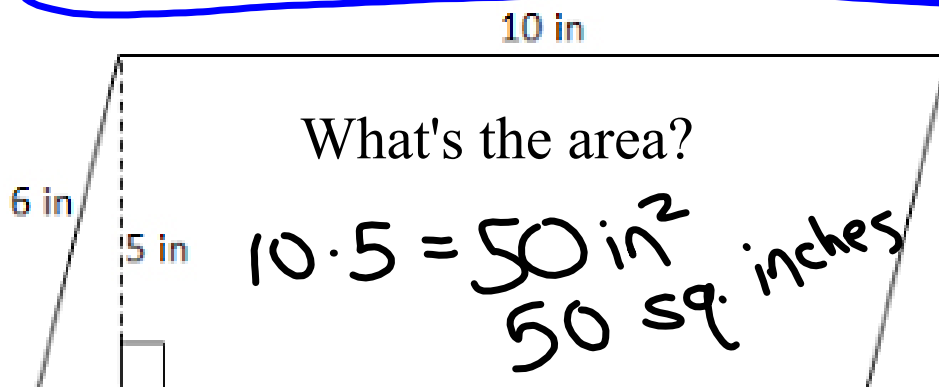 10 in
What's the area?
6 in
5 in
10·5=50 in²
50 sq. inches